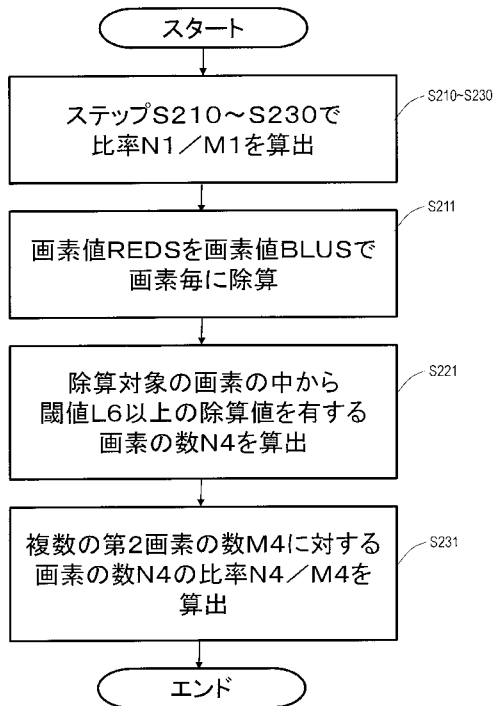 スタート
ステップS210～S230で
比率N1／M1を算出
S210~S230
画素値REDSを画素値BLUSで
画素毎に除算
S211
除算対象の画素の中から
閾値L6以上の除算値を有する
画素の数N4を算出
S221
複数の第2画素の数M4に対する
画素の数N4の比率N4／M4を
算出
S231
エンド